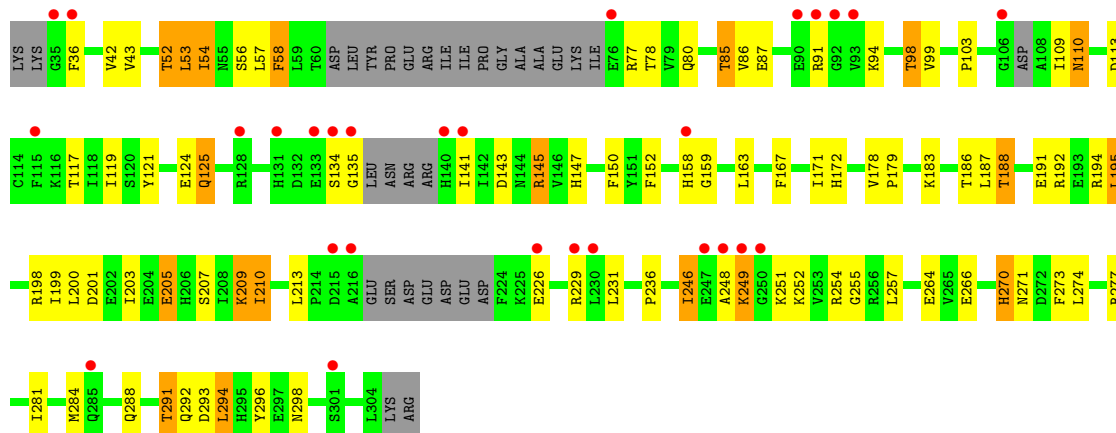 LYS LYS G35 F36 V42 V43 T52 L53 I54 N55 S56 L57 F58 L59 T60 ASP LEU TYR PRO GLU ARG ILE ILE PRO GLY ALA ALA GLU LYS ILE E76 R77 T78 V79 Q80 T85 V86 E87 E90 R91 G92 V93 K94 T98 V99 P103 G106 ASP A108 I109 N110 D113
C114 F115 K116 T117 I118 I119 S120 Y121 E124 Q125 R128 H131 D132 E133 S134 G135 LEU ASN ARG ARG H140 I141 I142 D143 N144 R145 V146 H147 F150 Y151 F152 H158 G159 L163 F167 I171 H172 V178 P179 K183 T186 L187 T188 E191 R192 E193 R194 L195
R198 I199 L200 D201 E202 I203 E204 E205 H206 S207 I208 K209 I210 L213 P214 D215 A216 GLU SER ASP GLU ASP GLU ASP F224 K225 E226 R229 L230 L231 P236 I246 E247 A248 K249 G250 K251 K252 V253 R254 G255 R256 L257 E264 V265 E266 H270 N271 D272 F273 L274
I281 M284 Q285 Q288 T291 Q292 D293 L294 H295 Y296 E297 N298 S301 L304 LYS ARG